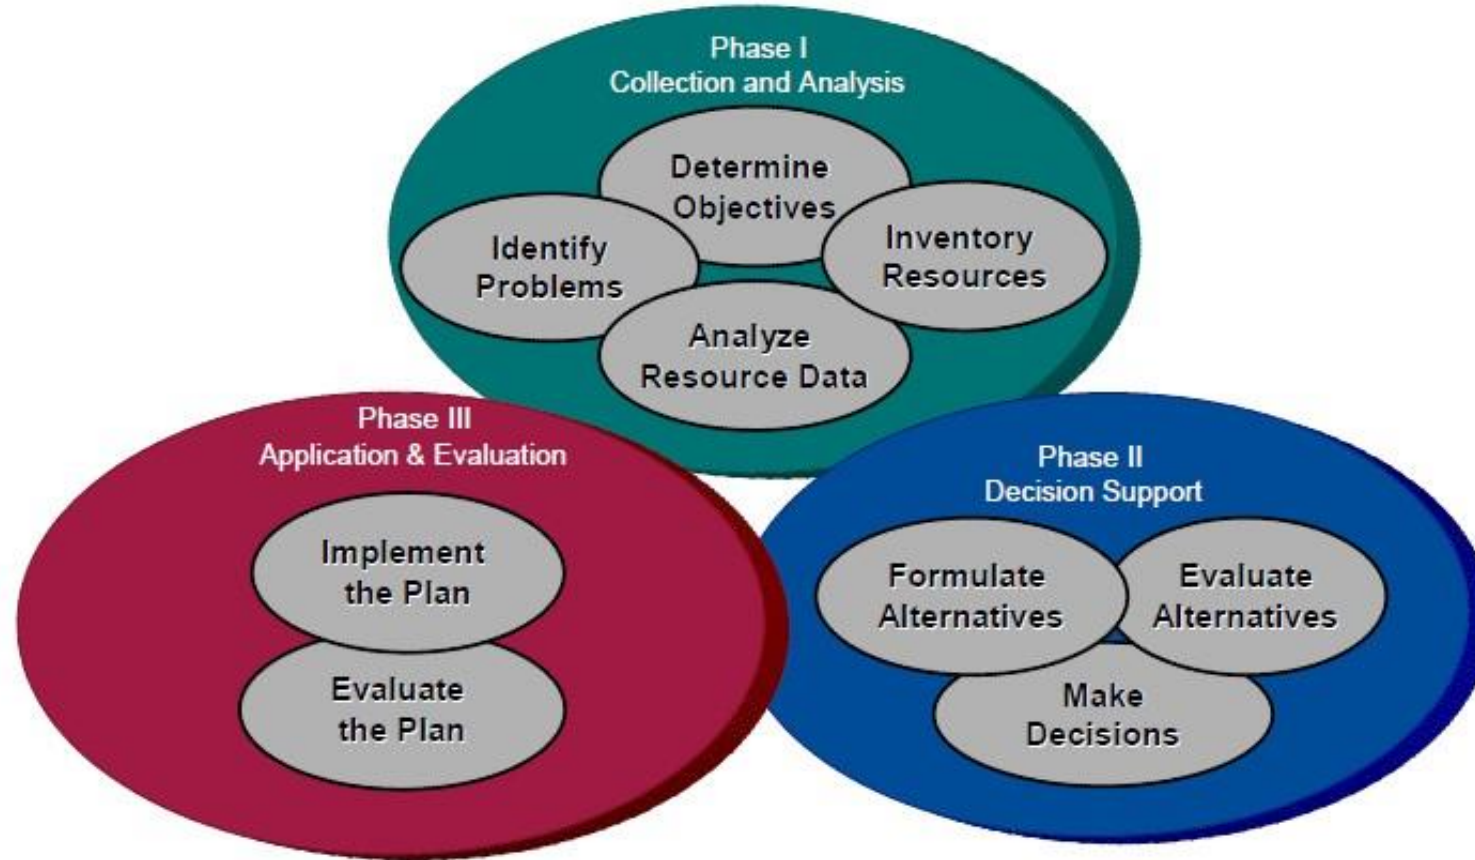 Phase I
Collection and Analysis
Determine
Objectives
Identify
Problems
Inventory
Resources
Analyze
Resource Data
Phase II
Decision Support
Formulate
Alternatives
Evaluate
Alternatives
Make
Decisions
Phase III
Application & Evaluation
Implement
the Plan
Evaluate
the Plan